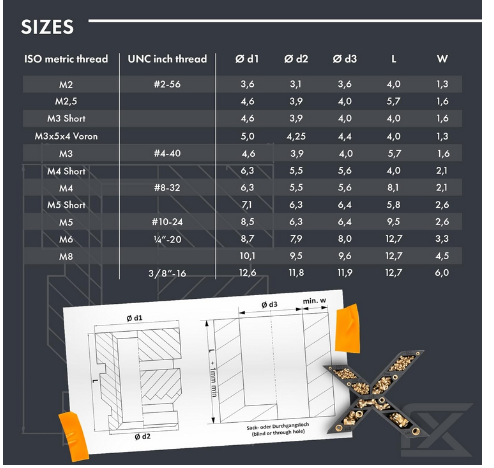 SIZES
ISO metric thread UNC inch thread Ø d1 Ø d2 Ø d3 L W
M2 #2-56 3,6 3,1 3,6 4,0 1,3
M2,5 4,6 3,9 4,0 5,7 1,6
M3 Short 4,6 3,9 4,0 4,0 1,6
M3x5x4 Voron 5,0 4,25 4,4 4,0 1,3
M3 #4-40 4,6 3,9 4,0 5,7 1,6
M4 Short 6,3 5,5 5,6 4,0 2,1
M4 #8-32 6,3 5,5 5,6 8,1 2,1
M5 Short 7,1 6,3 6,4 5,8 2,6
M5 #10-24 8,5 6,3 6,4 9,5 2,6
M6 ¼"-20 8,7 7,9 8,0 12,7 3,3
M8 10,1 9,5 9,6 12,7 4,5
3/8"-16 12,6 11,8 11,9 12,7 6,0
Ø d3 min. w
Ø d1
L
L + 1mm min
Ø d2
Sack- oder Durchgangsloch
(blind or through hole)